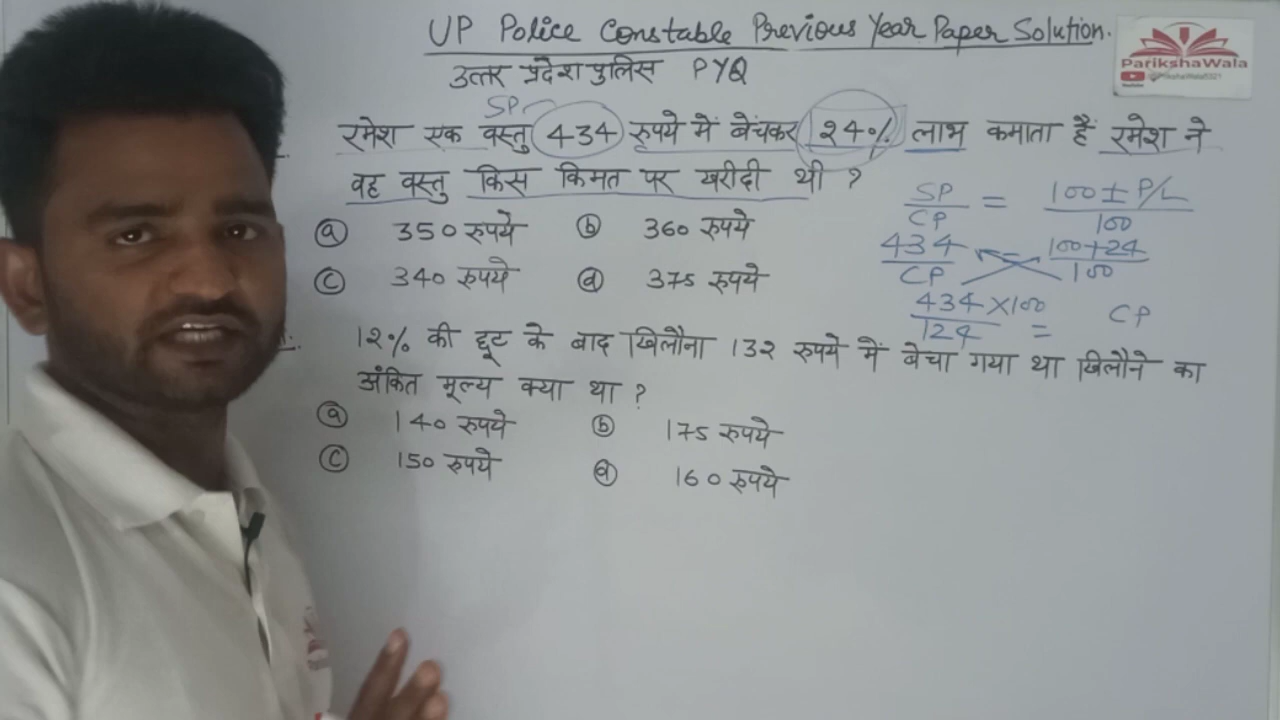 UP Police Constable Previous Year Paper Solution.
उत्तर प्रदेश पुलिस PYQ
ParikshaWala
SP
रमेश एक वस्तु 434 रुपये में बेचकर 24% लाभ कमाता है रमेश ने
वह वस्तु किस किमत पर खरीदी थी ?
ⓐ 350 रुपये ⓑ 360 रुपये
ⓒ 340 रुपये ⓓ 375 रुपये
SP/CP = 100 ± P/L / 100
434/CP = 100+24/100
434×100/124 = CP
12% की छूट के बाद खिलौना 132 रुपये में बेचा गया था खिलौने का
अंकित मूल्य क्या था ?
ⓐ 140 रुपये ⓑ 175 रुपये
ⓒ 150 रुपये ⓓ 160 रुपये